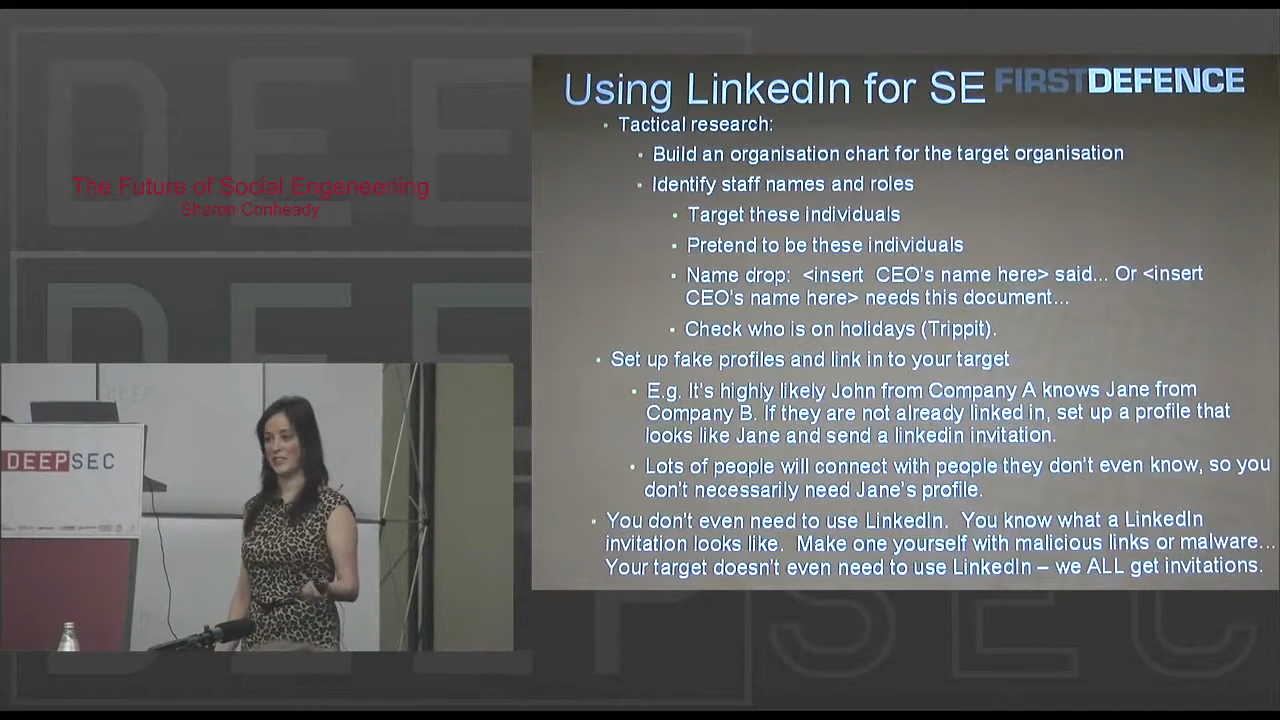 The Future of Social Engeneering
Sharon Conheady
DEEPSEC
Using LinkedIn for SE
FIRSTDEFENCE
Tactical research:
Build an organisation chart for the target organisation
Identify staff names and roles
Target these individuals
Pretend to be these individuals
Name drop: <insert CEO's name here> said... Or <insert
CEO's name here> needs this document...
Check who is on holidays (Trippit).
Set up fake profiles and link in to your target
E.g. It's highly likely John from Company A knows Jane from
Company B. If they are not already linked in, set up a profile that
looks like Jane and send a linkedin invitation.
Lots of people will connect with people they don't even know, so you
don't necessarily need Jane's profile.
You don't even need to use LinkedIn. You know what a LinkedIn
invitation looks like. Make one yourself with malicious links or malware...
Your target doesn't even need to use LinkedIn – we ALL get invitations.
DEEPSEC